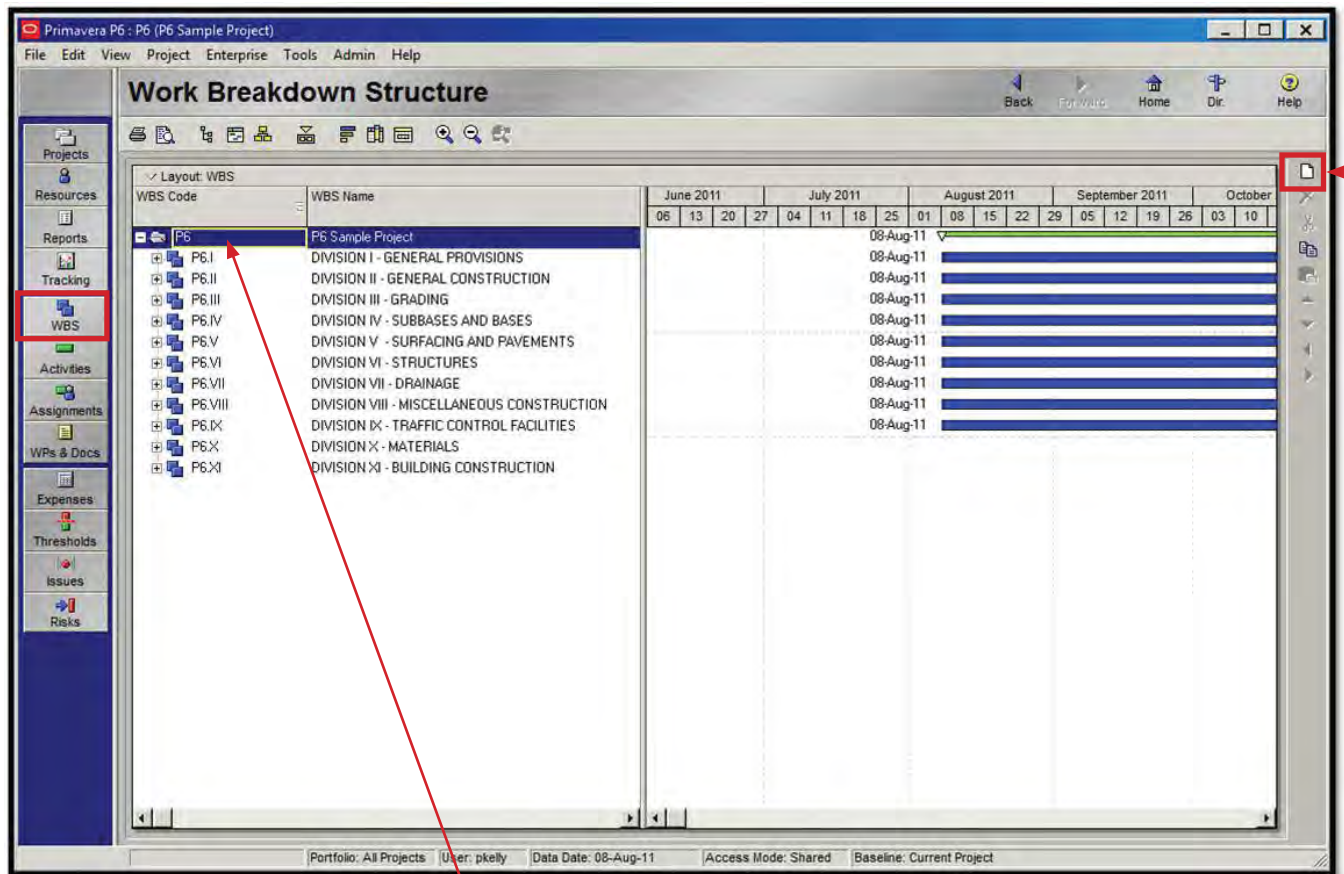 Primavera P6 : P6 (P6 Sample Project)
File Edit View Project Enterprise Tools Admin Help
Work Breakdown Structure
Back Forward Home Dir. Help
Projects
Resources
Reports
Tracking
WBS
Activities
Assignments
WPs & Docs
Expenses
Thresholds
Issues
Risks
Layout: WBS
WBS Code WBS Name
June 2011 July 2011 August 2011 September 2011 October
06 13 20 27 04 11 18 25 01 08 15 22 29 05 12 19 26 03 10
P6 P6 Sample Project 08-Aug-11
P6.I DIVISION I - GENERAL PROVISIONS 08-Aug-11
P6.II DIVISION II - GENERAL CONSTRUCTION 08-Aug-11
P6.III DIVISION III - GRADING 08-Aug-11
P6.IV DIVISION IV - SUBBASES AND BASES 08-Aug-11
P6.V DIVISION V - SURFACING AND PAVEMENTS 08-Aug-11
P6.VI DIVISION VI - STRUCTURES 08-Aug-11
P6.VII DIVISION VII - DRAINAGE 08-Aug-11
P6.VIII DIVISION VIII - MISCELLANEOUS CONSTRUCTION 08-Aug-11
P6.IX DIVISION IX - TRAFFIC CONTROL FACILITIES 08-Aug-11
P6.X DIVISION X - MATERIALS
P6.XI DIVISION XI - BUILDING CONSTRUCTION
Portfolio: All Projects User: pkelly Data Date: 08-Aug-11 Access Mode: Shared Baseline: Current Project